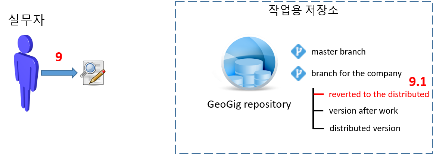 실무자
작업용 저장소
9
master branch
branch for the company
9.1
reverted to the distributed
GeoGig repository
version after work
distributed version